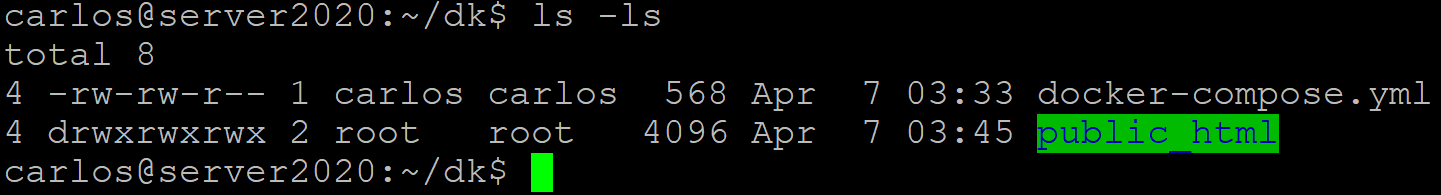 carlos@server2020:~/dk$ ls -ls
total 8
4 -rw-rw-r-- 1 carlos carlos  568 Apr  7 03:33 docker-compose.yml
4 drwxrwxrwx 2 root   root   4096 Apr  7 03:45 public_html
carlos@server2020:~/dk$